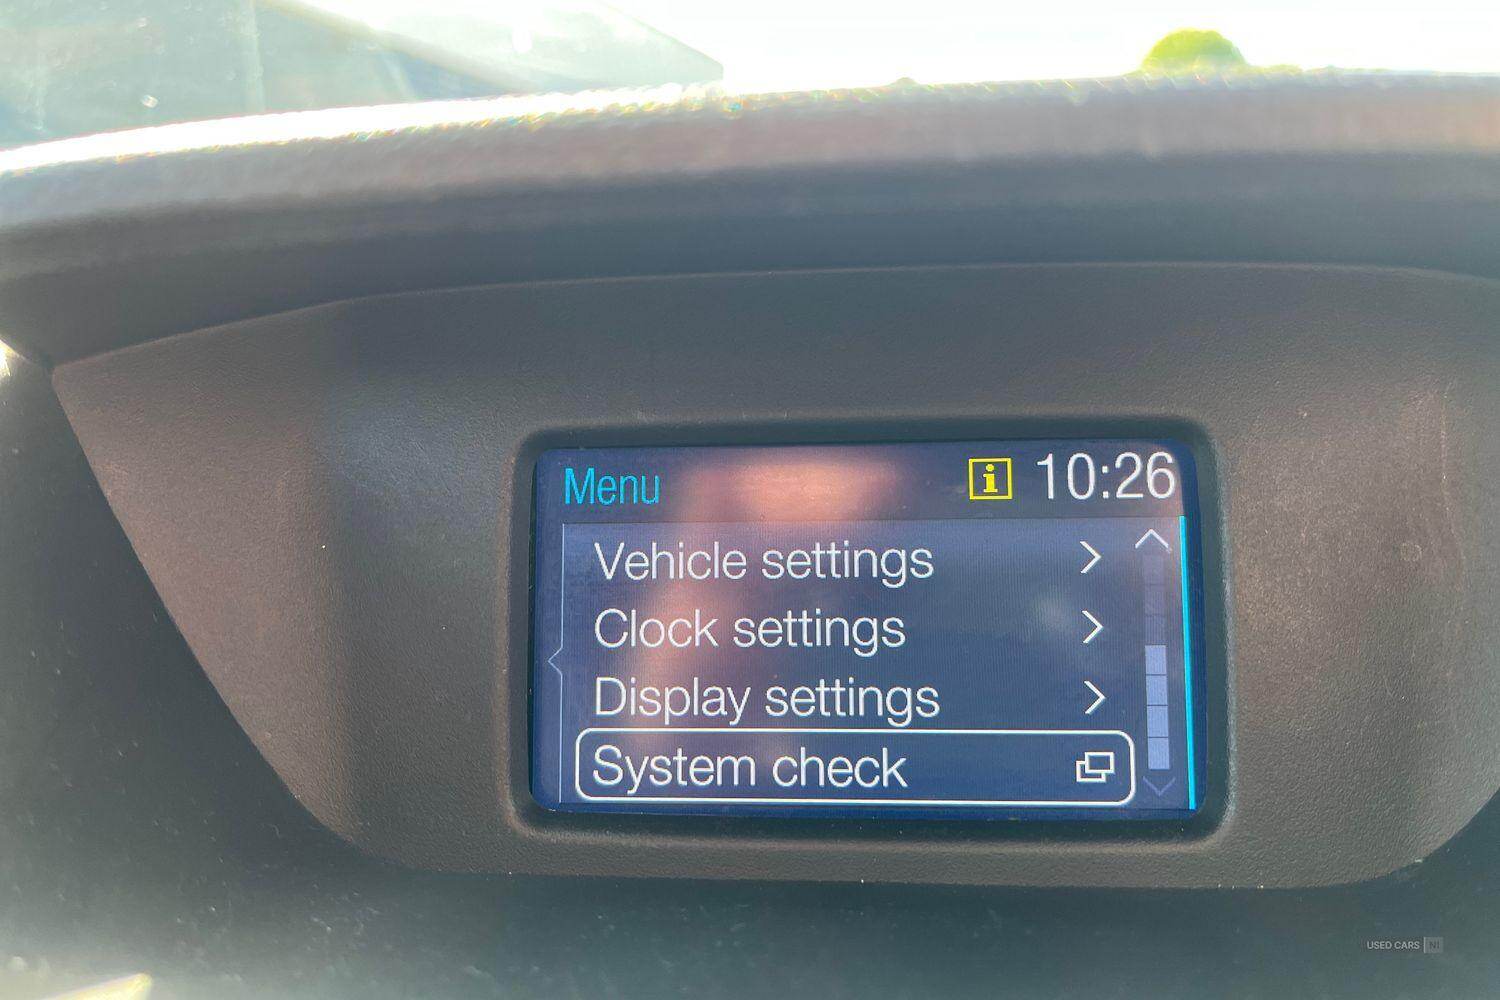 Menu i 10:26
Vehicle settings
Clock settings
Display settings
System check
USED CARS NI